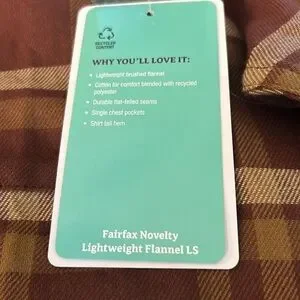 RECYCLED
CONTENT
WHY YOU'LL LOVE IT:
• Lightweight brushed flannel
• Cotton for comfort blended with recycled
polyester
• Durable flat-felled seams
• Single chest pockets
• Shirt tail hem
Fairfax Novelty
Lightweight Flannel LS